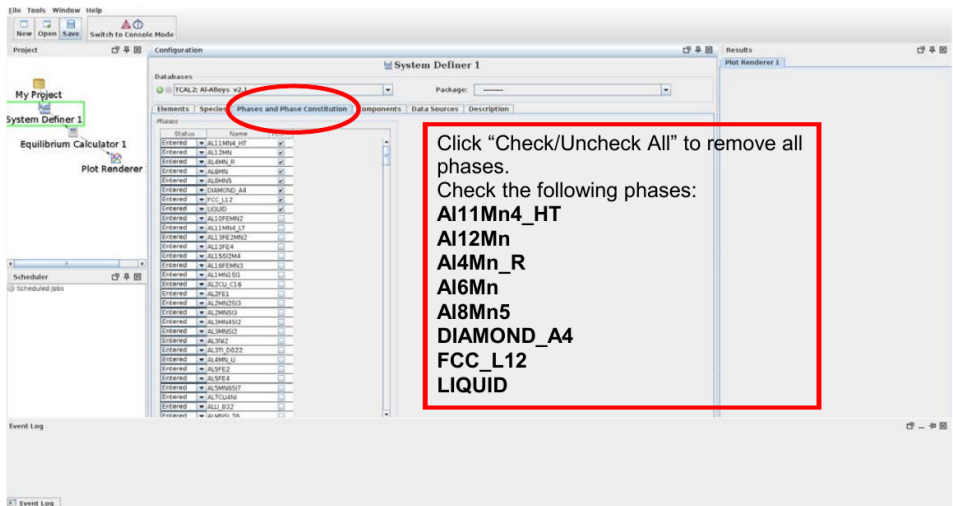 File Tools Window Help
New Open Save Switch to Console Mode
Project
My Project
System Definer 1
Equilibrium Calculator 1
Plot Renderer
Scheduler
Scheduled Jobs
Configuration
System Definer 1
Databases
TCAL2: Al-Alloys v2.1 Package: --------
Elements Species Phases and Phase Constitution Components Data Sources Description
Phases
Status Name
Entered AL11MN4_HT
Entered AL12MN
Entered AL4MN_R
Entered AL6MN
Entered AL8MN5
Entered DIAMOND_A4
Entered FCC_L12
Entered LIQUID
Entered AL10FEMN2
Entered AL11MN4_LT
Entered AL13FE2MN2
Entered AL13FE4
Entered AL15SI2M4
Entered AL16FEMN3
Entered AL1MN1SI1
Entered AL2CU_C16
Entered AL2FE1
Entered AL2MN2SI3
Entered AL2MNSI3
Entered AL3MN4SI2
Entered AL3MNSI2
Entered AL3NI2
Entered AL3TI_D022
Entered AL4MN_U
Entered AL5FE2
Entered AL5FE4
Entered AL5MN6SI7
Entered AL7CU4NI
Entered ALLI_B32
Entered
Click “Check/Uncheck All” to remove all
phases.
Check the following phases:
Al11Mn4_HT
Al12Mn
Al4Mn_R
Al6Mn
Al8Mn5
DIAMOND_A4
FCC_L12
LIQUID
Results
Plot Renderer 1
Event Log
Event Log